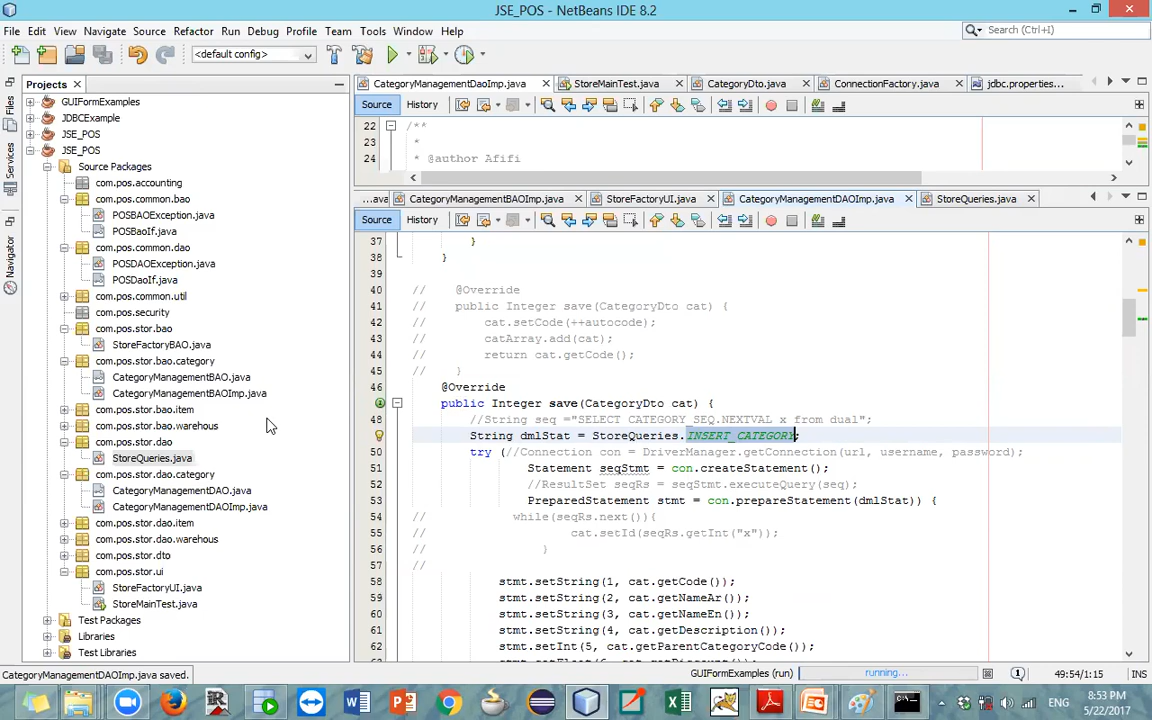 JSE_POS - NetBeans IDE 8.2
File Edit View Navigate Source Refactor Run Debug Profile Team Tools Window Help
Search (Ctrl+I)
<default config>
Projects
CategoryManagementDaoImp.java
StoreMainTest.java
CategoryDto.java
ConnectionFactory.java
jdbc.properties...
Files
Services
Navigator
GUIFormExamples
JDBCExample
JSE_POS
JSE_POS
Source Packages
com.pos.accounting
com.pos.common.bao
POSBAOException.java
POSBaoIf.java
com.pos.common.dao
POSDAOException.java
POSDaoIf.java
com.pos.common.util
com.pos.security
com.pos.stor.bao
StoreFactoryBAO.java
com.pos.stor.bao.category
CategoryManagementBAO.java
CategoryManagementBAOImp.java
com.pos.stor.bao.item
com.pos.stor.bao.warehous
com.pos.stor.dao
StoreQueries.java
com.pos.stor.dao.category
CategoryManagementDAO.java
CategoryManagementDAOImp.java
com.pos.stor.dao.item
com.pos.stor.dao.warehous
com.pos.stor.dto
com.pos.stor.ui
StoreFactoryUI.java
StoreMainTest.java
Test Packages
Libraries
Test Libraries
Source History
22 /**
23 *
24 * @author Afifi
...ava
CategoryManagementBAOImp.java
StoreFactoryUI.java
CategoryManagementDAOImp.java
StoreQueries.java
Source History
37 }
38 }
39
40 // @Override
41 // public Integer save(CategoryDto cat) {
42 // cat.setCode(++autocode);
43 // catArray.add(cat);
44 // return cat.getCode();
45 // }
46 @Override
public Integer save(CategoryDto cat) {
48 //String seq ="SELECT CATEGORY_SEQ.NEXTVAL x from dual";
String dmlStat = StoreQueries.INSERT_CATEGORY;
50 try (//Connection con = DriverManager.getConnection(url, username, password);
51 Statement seqStmt = con.createStatement();
52 //ResultSet seqRs = seqStmt.executeQuery(seq);
53 PreparedStatement stmt = con.prepareStatement(dmlStat)) {
54 // while(seqRs.next()){
55 // cat.setId(seqRs.getInt("x"));
56 // }
57 //
58 stmt.setString(1, cat.getCode());
59 stmt.setString(2, cat.getNameAr());
60 stmt.setString(3, cat.getNameEn());
61 stmt.setString(4, cat.getDescription());
62 stmt.setInt(5, cat.getParentCategoryCode());
CategoryManagementDAOImp.java saved.
GUIFormExamples (run)
running...
1
49:54/1:15
INS
ENG
8:53 PM
5/22/2017